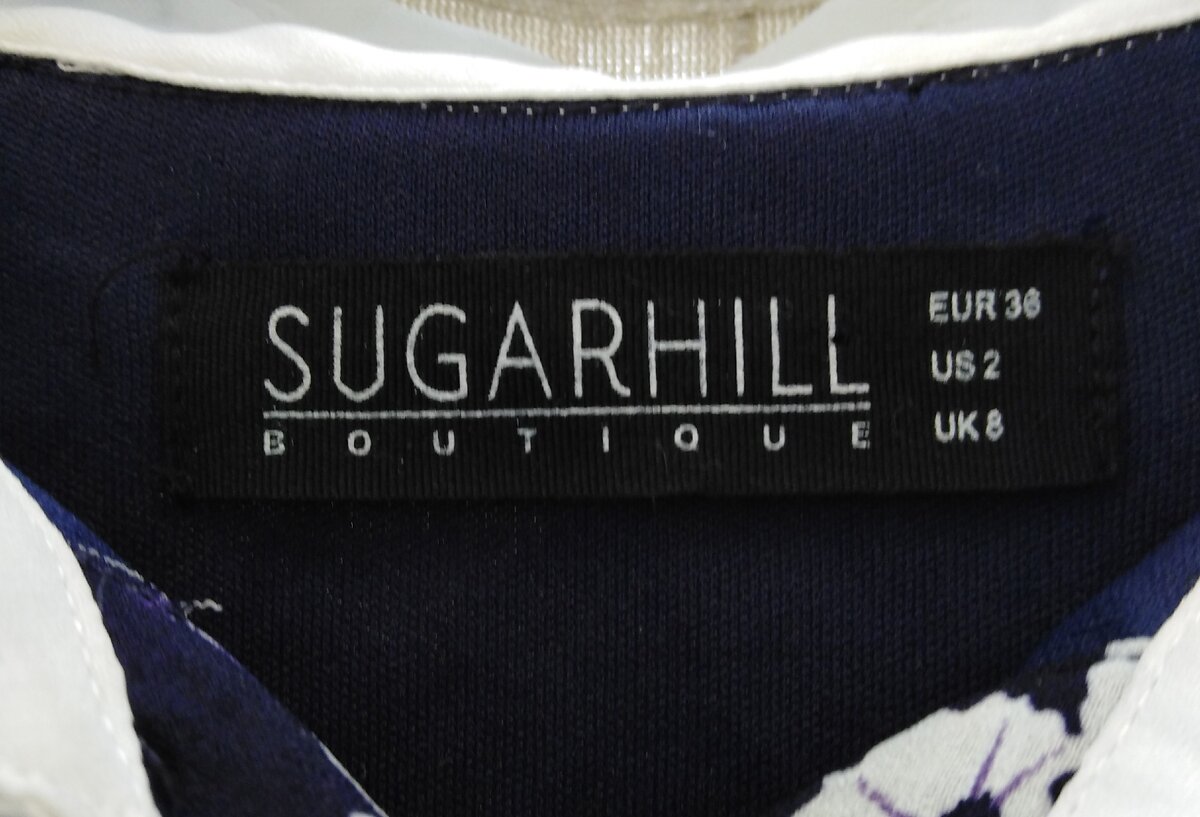 SUGARHILL
BOUTIQUE
EUR 36
US 2
UK 8